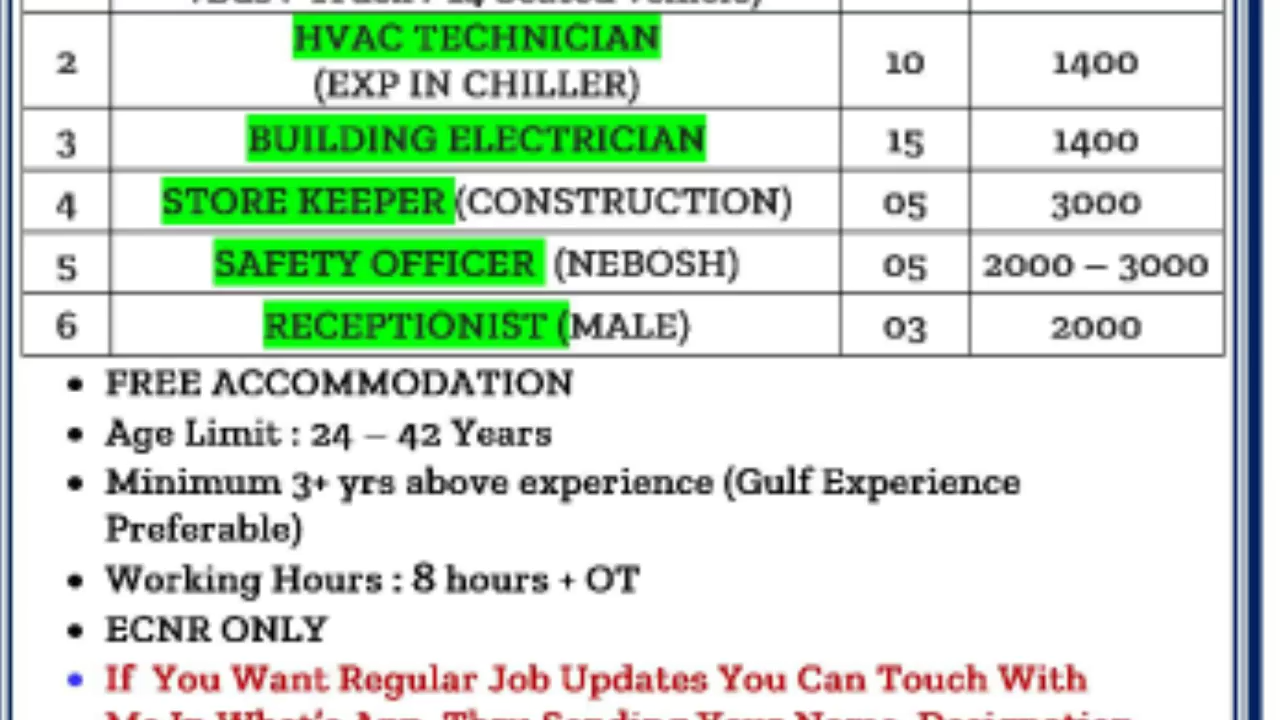 2 HVAC TECHNICIAN 10 1400
(EXP IN CHILLER)
3 BUILDING ELECTRICIAN 15 1400
4 STORE KEEPER (CONSTRUCTION) 05 3000
5 SAFETY OFFICER (NEBOSH) 05 2000 – 3000
6 RECEPTIONIST (MALE) 03 2000
• FREE ACCOMMODATION
• Age Limit : 24 – 42 Years
• Minimum 3+ yrs above experience (Gulf Experience
Preferable)
• Working Hours : 8 hours + OT
• ECNR ONLY
• If You Want Regular Job Updates You Can Touch With